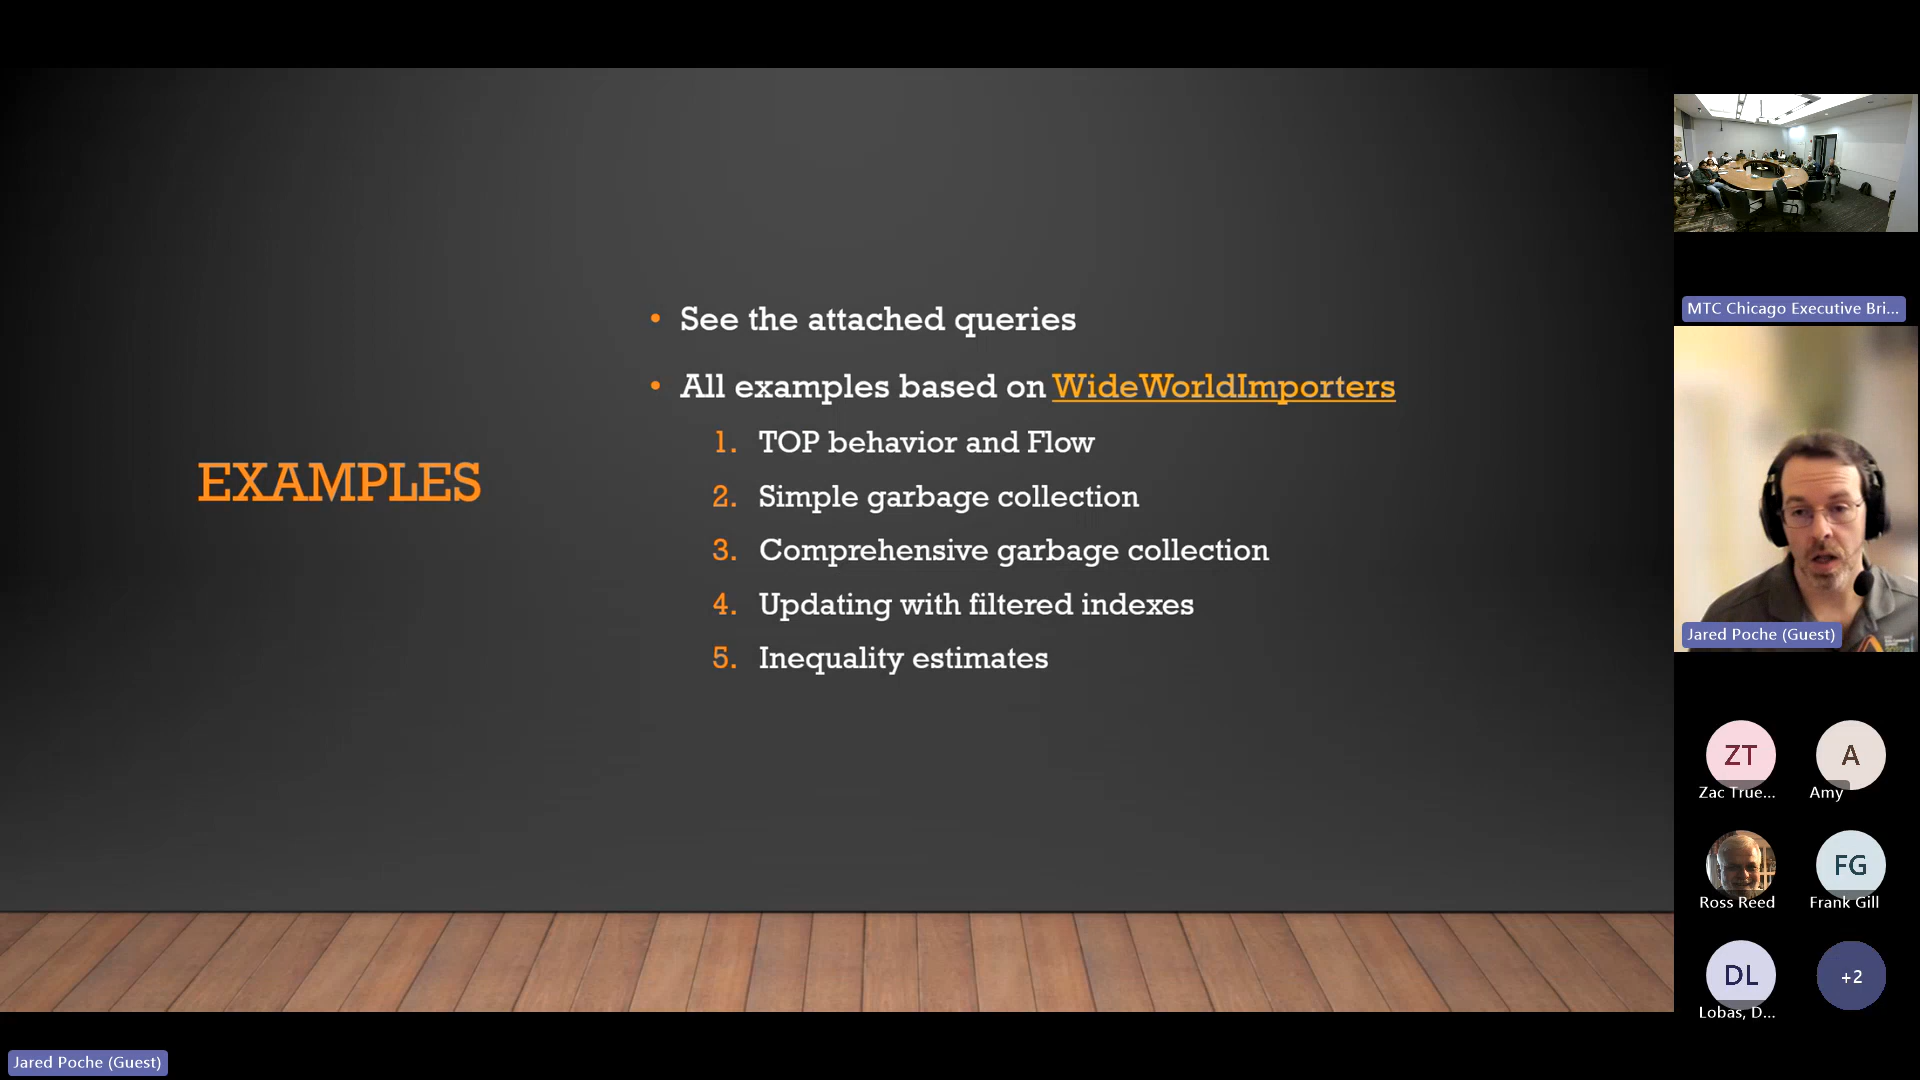 EXAMPLES
• See the attached queries
• All examples based on WideWorldImporters
1. TOP behavior and Flow
2. Simple garbage collection
3. Comprehensive garbage collection
4. Updating with filtered indexes
5. Inequality estimates
MTC Chicago Executive Bri...
Jared Poche (Guest)
ZT
Zac True...
A
Amy
Ross Reed
FG
Frank Gill
DL
Lobas, D...
+2
Jared Poche (Guest)